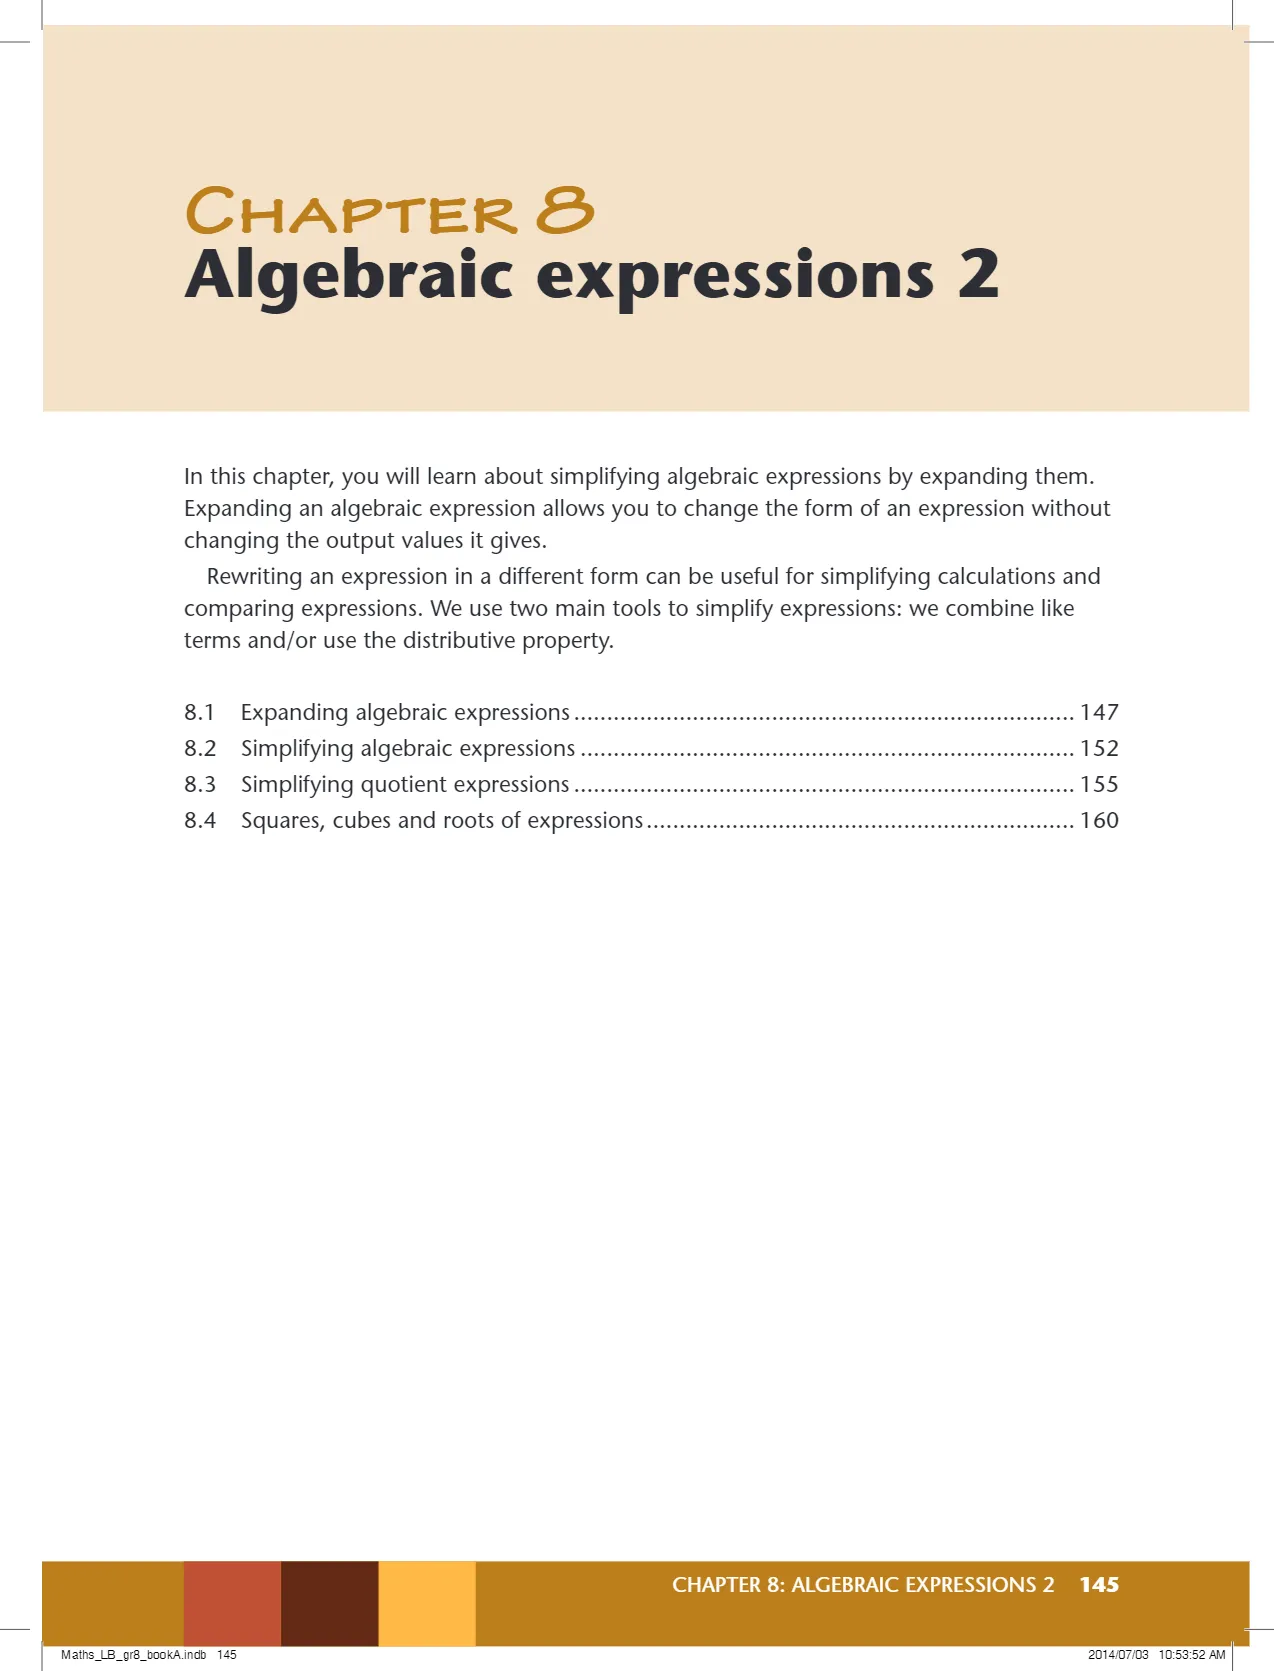 Chapter 8
Algebraic expressions 2
In this chapter, you will learn about simplifying algebraic expressions by expanding them.
Expanding an algebraic expression allows you to change the form of an expression without
changing the output values it gives.
Rewriting an expression in a different form can be useful for simplifying calculations and
comparing expressions. We use two main tools to simplify expressions: we combine like
terms and/or use the distributive property.
8.1 Expanding algebraic expressions ............................................................................ 147
8.2 Simplifying algebraic expressions ........................................................................... 152
8.3 Simplifying quotient expressions ............................................................................ 155
8.4 Squares, cubes and roots of expressions ................................................................. 160
CHAPTER 8: ALGEBRAIC EXPRESSIONS 2 145
Maths_LB_gr8_bookA.indb 145 2014/07/03 10:53:52 AM